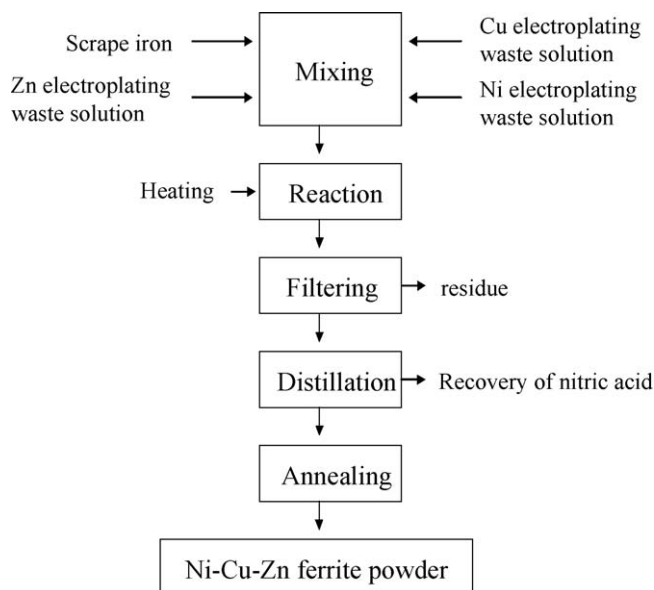 Scrape iron
Cu electroplating
waste solution
Mixing
Zn electroplating
waste solution
Ni electroplating
waste solution
Heating
Reaction
Filtering
residue
Distillation
Recovery of nitric acid
Annealing
Ni-Cu-Zn ferrite powder